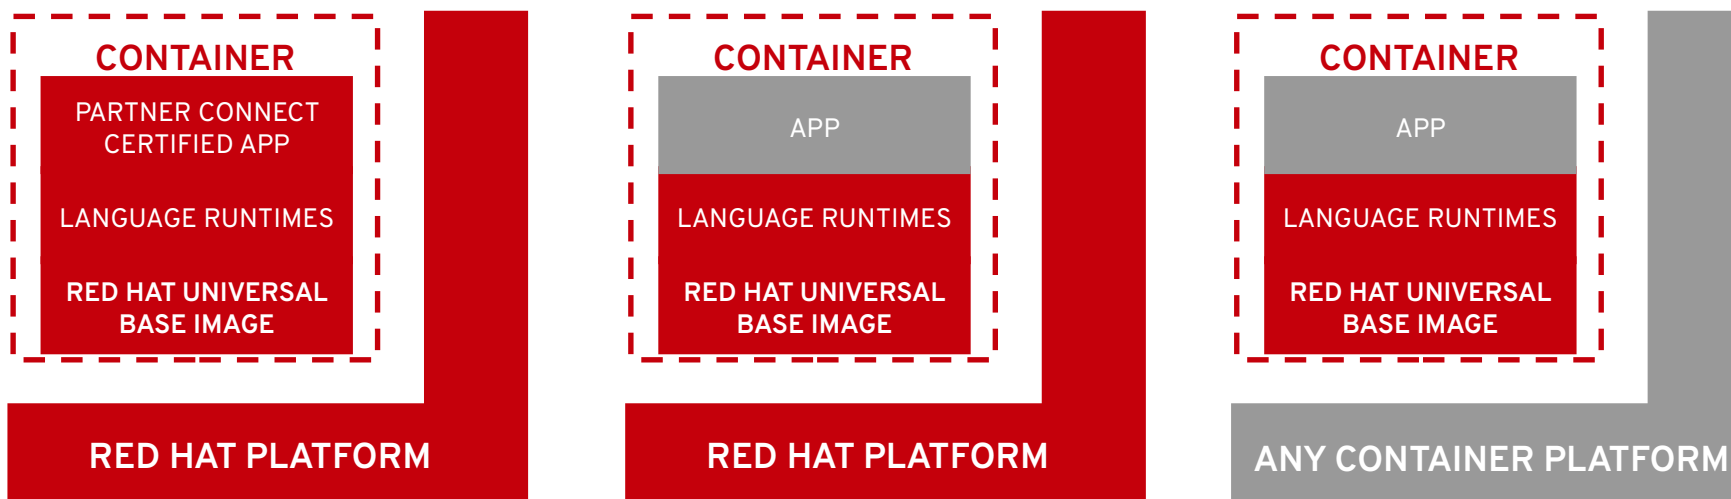 CONTAINER
PARTNER CONNECT
CERTIFIED APP
LANGUAGE RUNTIMES
RED HAT UNIVERSAL
BASE IMAGE
RED HAT PLATFORM
CONTAINER
APP
LANGUAGE RUNTIMES
RED HAT UNIVERSAL
BASE IMAGE
RED HAT PLATFORM
CONTAINER
APP
LANGUAGE RUNTIMES
RED HAT UNIVERSAL
BASE IMAGE
ANY CONTAINER PLATFORM